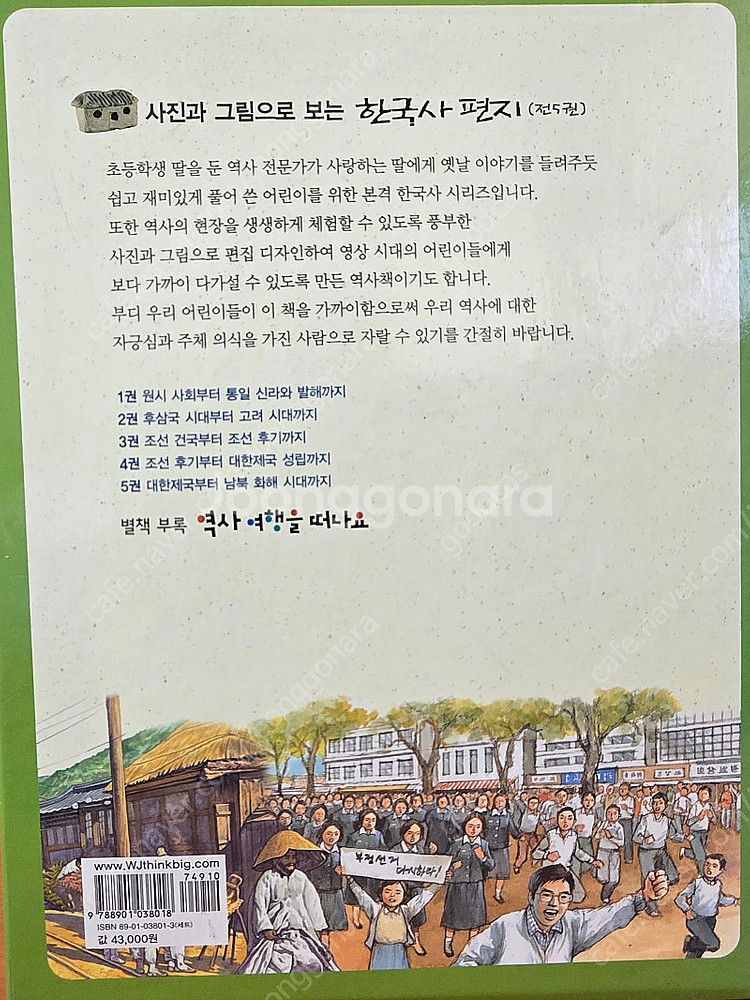 사진과 그림으로 보는 한국사 편지 (전5권)
초등학생 딸을 둔 역사 전문가가 사랑하는 딸에게 옛날 이야기를 들려주듯
쉽고 재미있게 풀어 쓴 어린이를 위한 본격 한국사 시리즈입니다.
또한 역사의 현장을 생생하게 체험할 수 있도록 풍부한
사진과 그림으로 편집 디자인하여 영상 시대의 어린이들에게
보다 가까이 다가설 수 있도록 만든 역사책이기도 합니다.
부디 우리 어린이들이 이 책을 가까이함으로써 우리 역사에 대한
자긍심과 주체 의식을 가진 사람으로 자랄 수 있기를 간절히 바랍니다.
1권 원시 사회부터 통일 신라와 발해까지
2권 후삼국 시대부터 고려 시대까지
3권 조선 건국부터 조선 후기까지
4권 조선 후기부터 대한제국 성립까지
5권 대한제국부터 남북 화해 시대까지
joonggonara
별책 부록 역사 여행을 떠나요
부정선거
다시하라!
www.WJthinkbig.com
74910
9 788901 038018
ISBN 89-01-03801-3(세트)
값 43,000원
cafe.naver.com